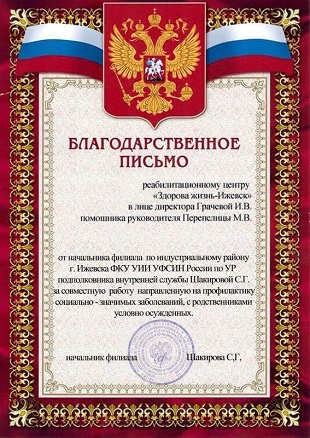 БЛАГОДАРСТВЕННОЕ
ПИСЬМО
реабилитационному центру
«Здорова жизнь-Ижевск»
в лице директора Грачевой И.В.
помошника руководителя Перепелицы М.В.
от начальника филиала по индустриальному району
г. Ижевска ФКУ УИИ УФСИН России по УР
подполковника внутренней службы Шакировой С.Г.
за совместную работу направленную на профилактику
социально - значимых заболеваний, с родственниками
условно осужденных.
начальник филиала Шакирова С,Г,